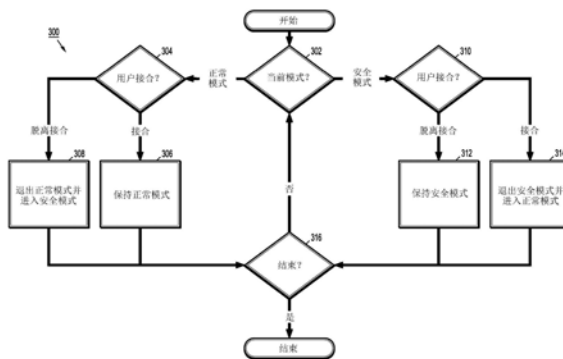 开始
300
304
302
310
用户接合?
正常
模式
当前模式?
安全
模式
用户接合?
脱离接合
接合
脱离接合
接合
308
306
312
314
退出正常模式并
进入安全模式
保持正常模式
保持安全模式
退出安全模式并
进入正常模式
否
316
结束?
是
结束